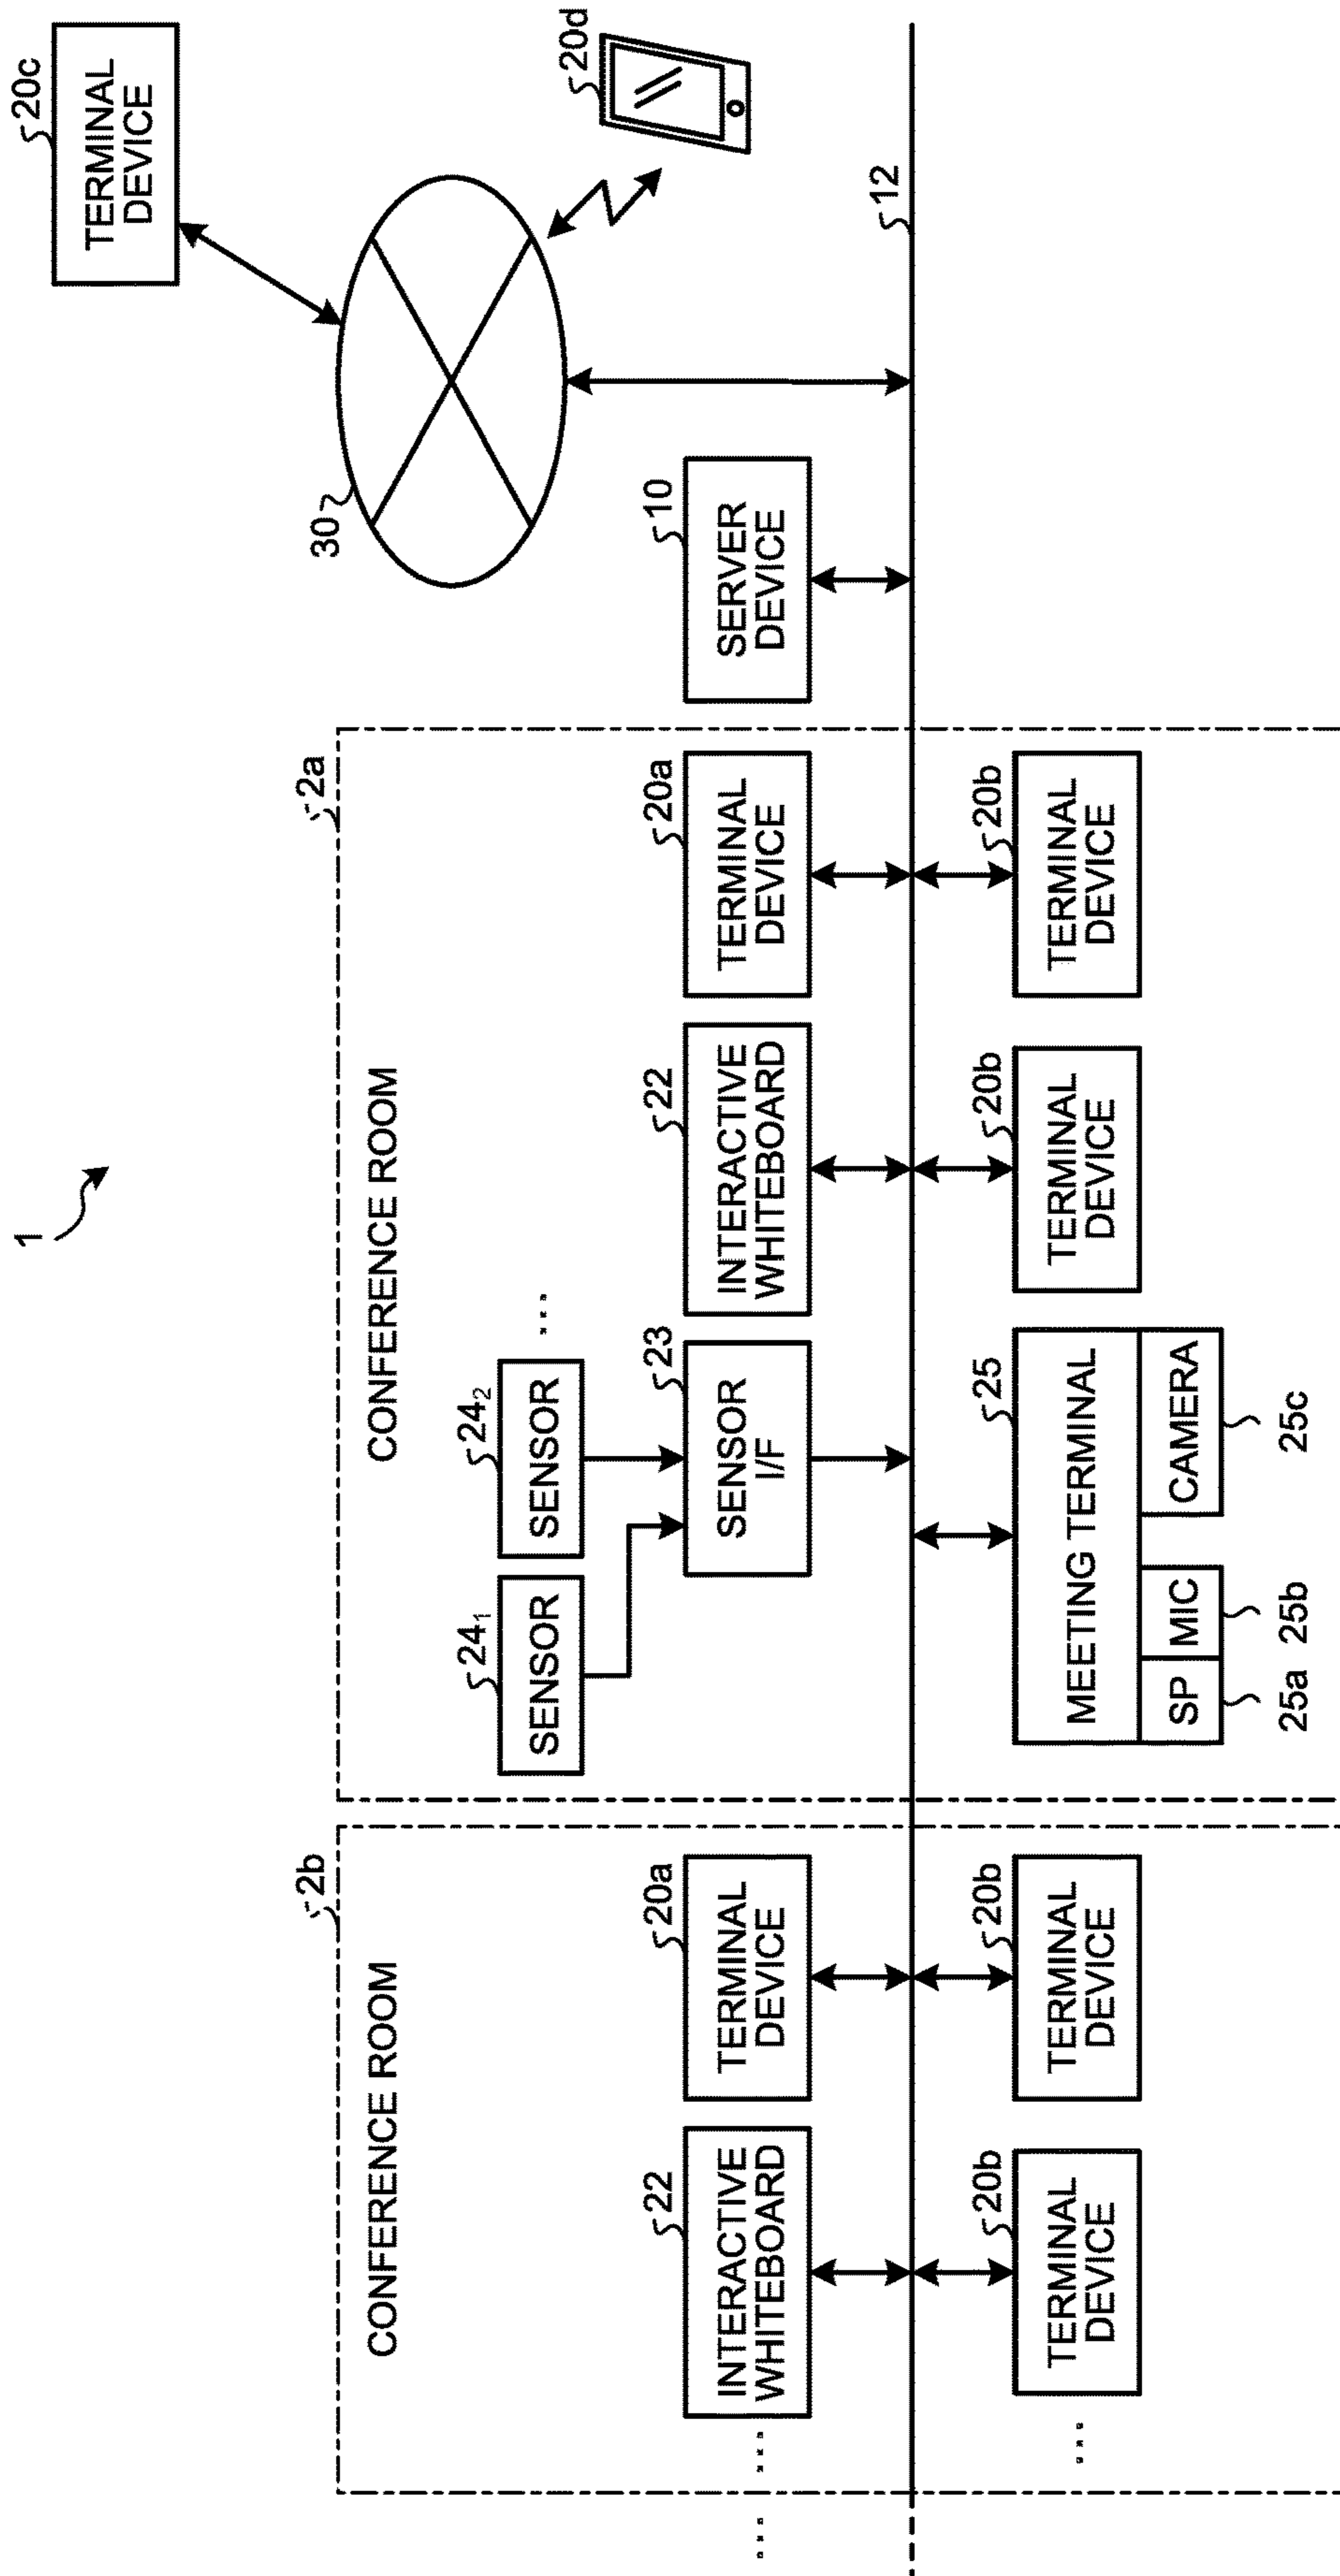 1
2b
CONFERENCE ROOM
2a
CONFERENCE ROOM
24₁
SENSOR
24₂
SENSOR
...
22
INTERACTIVE
WHITEBOARD
20a
TERMINAL
DEVICE
23
SENSOR
I/F
22
INTERACTIVE
WHITEBOARD
20a
TERMINAL
DEVICE
10
SERVER
DEVICE
30
20c
TERMINAL
DEVICE
20d
12
...
...
20b
TERMINAL
DEVICE
20b
TERMINAL
DEVICE
...
25
MEETING TERMINAL
SP
MIC
CAMERA
25a
25b
25c
20b
TERMINAL
DEVICE
20b
TERMINAL
DEVICE